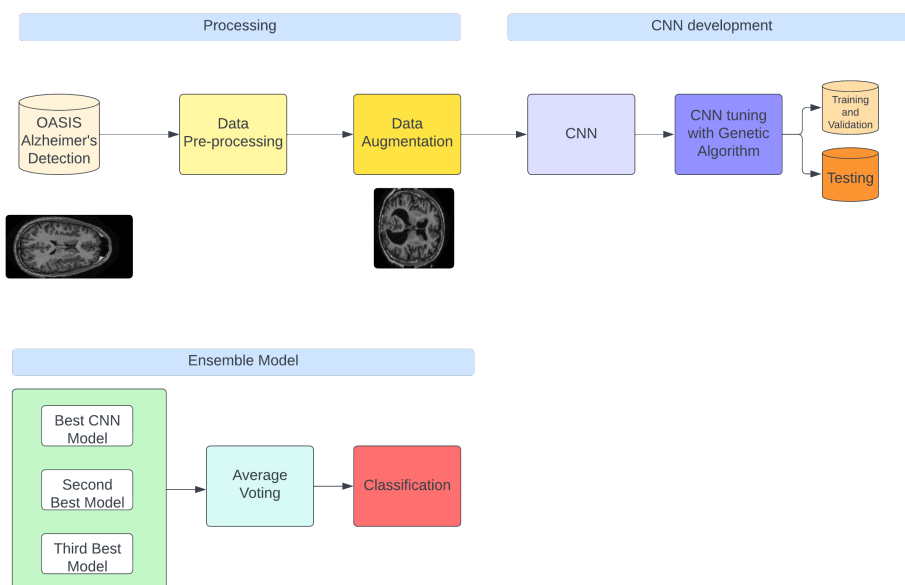 Processing
CNN development
OASIS
Alzheimer's
Detection
Data
Pre-processing
Data
Augmentation
CNN
CNN tuning
with Genetic
Algorithm
Training
and
Validation
Testing
Ensemble Model
Best CNN
Model
Second
Best Model
Third Best
Model
Average
Voting
Classification